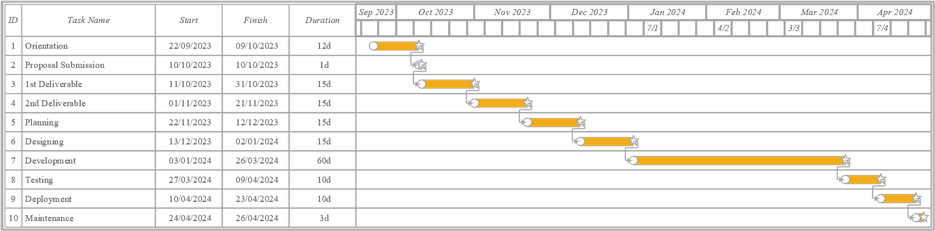 ID Task Name Start Finish Duration Sep 2023 Oct 2023 Nov 2023 Dec 2023 Jan 2024 Feb 2024 Mar 2024 Apr 2024
7/1 4/2 3/3 7/4
1 Orientation 22/09/2023 09/10/2023 12d
2 Proposal Submission 10/10/2023 10/10/2023 1d
3 1st Deliverable 11/10/2023 31/10/2023 15d
4 2nd Deliverable 01/11/2023 21/11/2023 15d
5 Planning 22/11/2023 12/12/2023 15d
6 Designing 13/12/2023 02/01/2024 15d
7 Development 03/01/2024 26/03/2024 60d
8 Testing 27/03/2024 09/04/2024 10d
9 Deployment 10/04/2024 23/04/2024 10d
10 Maintenance 24/04/2024 26/04/2024 3d